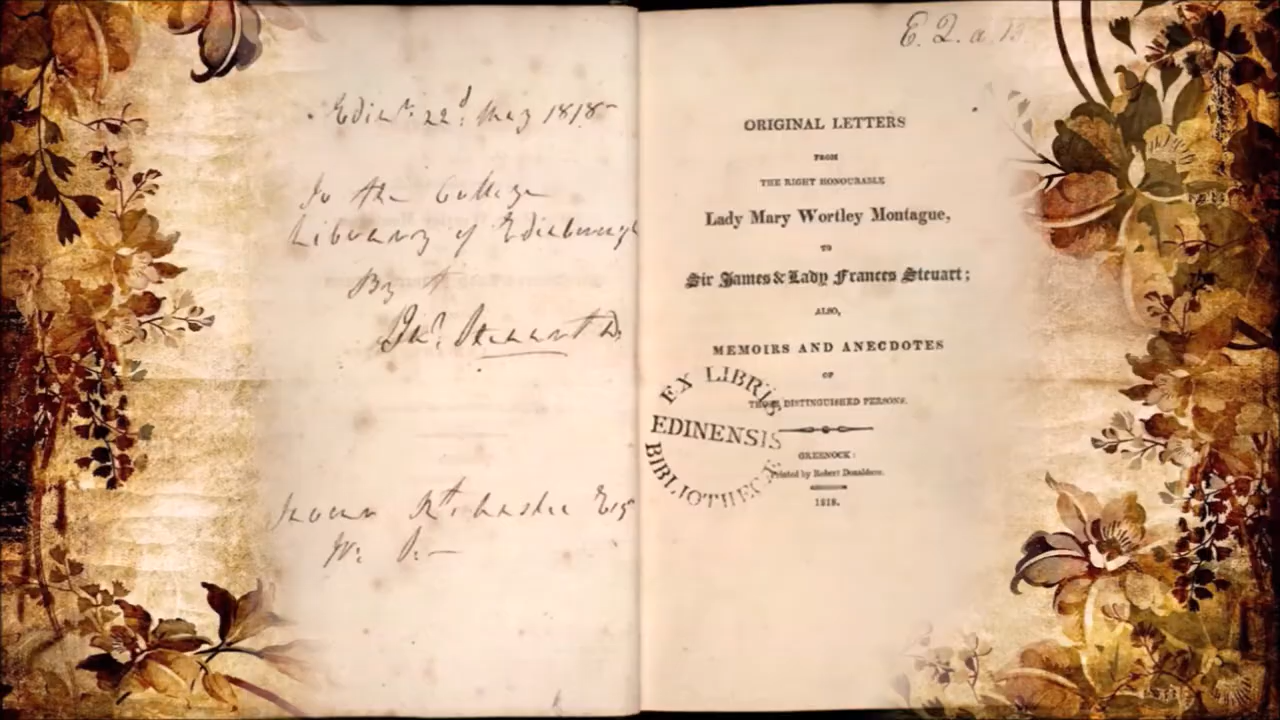 Edinr. 22d. May 1818
To the College
Library of Edinburgh
By
E. 2. a.
ORIGINAL LETTERS
FROM
THE RIGHT HONOURABLE
Lady Mary Wortley Montague,
TO
Sir James & Lady Frances Steuart;
ALSO,
MEMOIRS AND ANECDOTES
OF
DISTINGUISHED PERSONS.
EX LIBRIS
EDINENSIS
BIBLIOTHECÆ
GREENOCK:
Printed by Robert Donaldson.
1818.